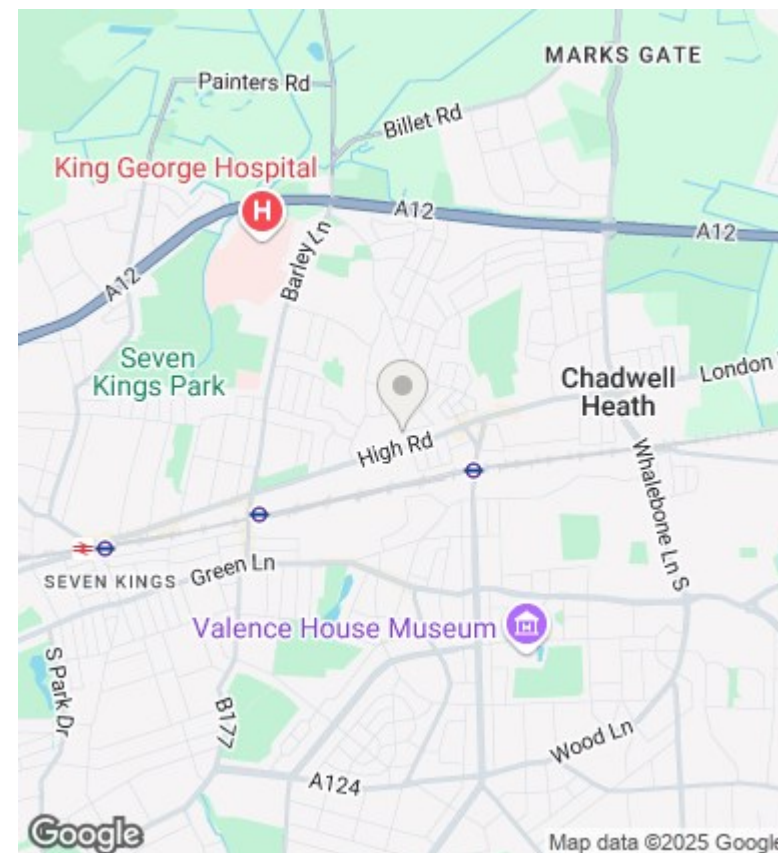 MARKS GATE
Painters Rd
Billet Rd
King George Hospital
H
A12
A12
A12
Barley Ln
Seven
Kings Park
Chadwell
Heath
London
High Rd
Whalebone Ln S
SEVEN KINGS
Green Ln
Valence House Museum
S Park Dr
B177
Wood Ln
A124
Google
Map data ©2025 Google